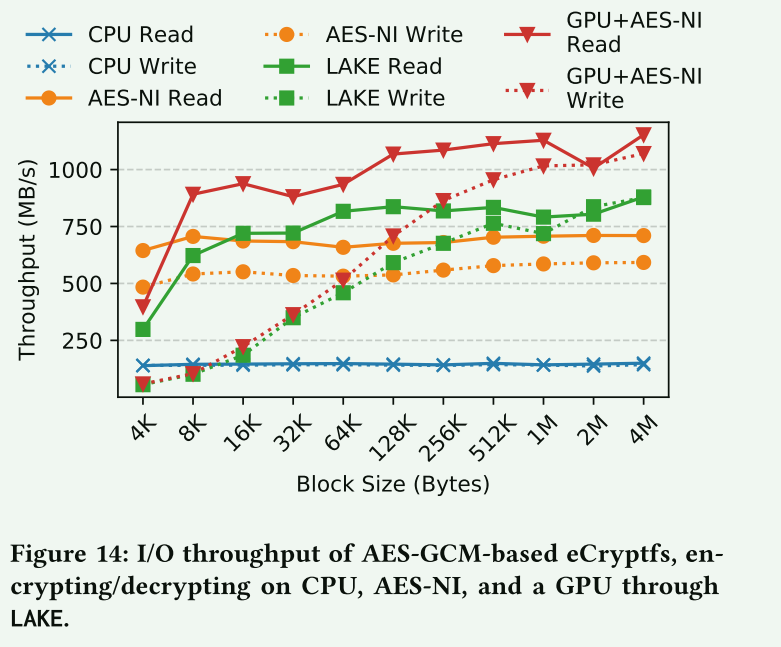 CPU Read
CPU Write
AES-NI Read
AES-NI Write
LAKE Read
LAKE Write
GPU+AES-NI
Read
GPU+AES-NI
Write
Throughput (MB/s)
1000
750
500
250
4K
8K
16K
32K
64K
128K
256K
512K
1M
2M
4M
Block Size (Bytes)
Figure 14: I/O throughput of AES-GCM-based eCryptfs, en-
crypting/decrypting on CPU, AES-NI, and a GPU through
LAKE.